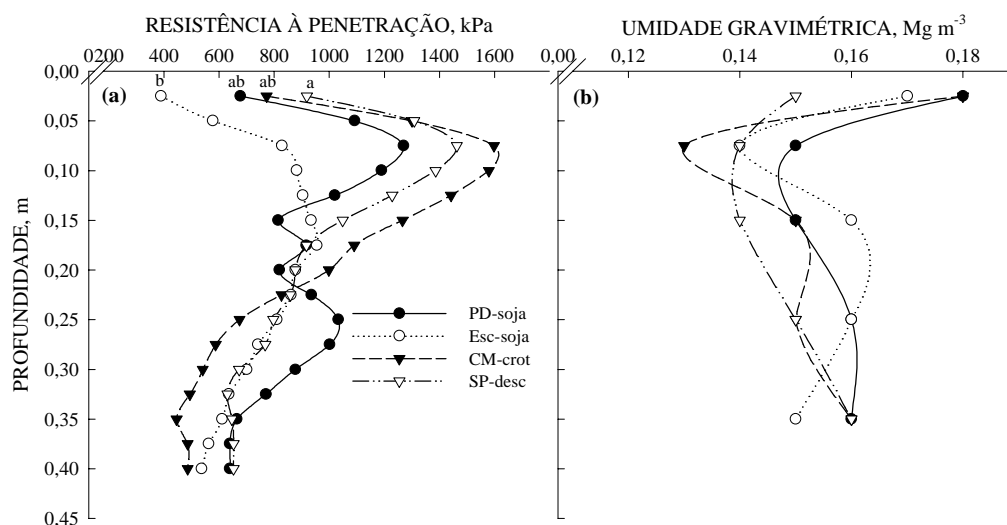 RESISTÊNCIA À PENETRAÇÃO, kPa
0200 400 600 800 1000 1200 1400 1600
UMIDADE GRAVIMÉTRICA, Mg m-3
0,00 0,12 0,14 0,16 0,18
PROFUNDIDADE, m
0,00
0,05
0,10
0,15
0,20
0,25
0,30
0,35
0,40
0,45
(a)
b ab ab a
PD-soja
Esc-soja
CM-crot
SP-desc
(b)